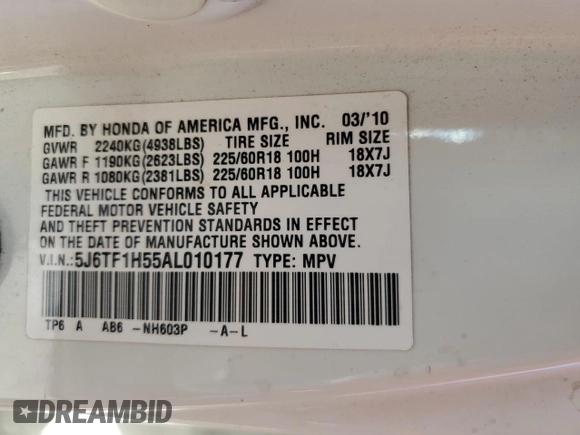 MFD. BY HONDA OF AMERICA MFG., INC. 03/'10
GVWR 2240KG(4938LBS) TIRE SIZE RIM SIZE
GAWR F 1190KG(2623LBS) 225/60R18 100H 18X7J
GAWR R 1080KG(2381LBS) 225/60R18 100H 18X7J
THIS VEHICLE CONFORMS TO ALL APPLICABLE
FEDERAL MOTOR VEHICLE SAFETY
AND THEFT PREVENTION STANDARDS IN EFFECT
ON THE DATE OF MANUFACTURE SHOWN ABOVE.
V.I.N.:5J6TF1H55AL010177 TYPE: MPV
TP6 A AB6 -NH603P -A-L
DREAMBID